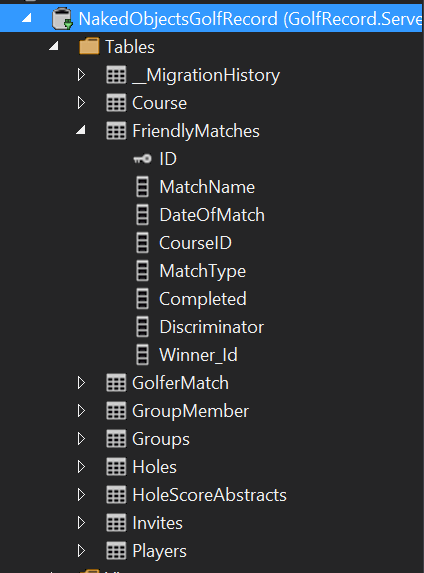 NakedObjectsGolfRecord (GolfRecord.Serve
Tables
__MigrationHistory
Course
FriendlyMatches
ID
MatchName
DateOfMatch
CourseID
MatchType
Completed
Discriminator
Winner_Id
GolferMatch
GroupMember
Groups
Holes
HoleScoreAbstracts
Invites
Players